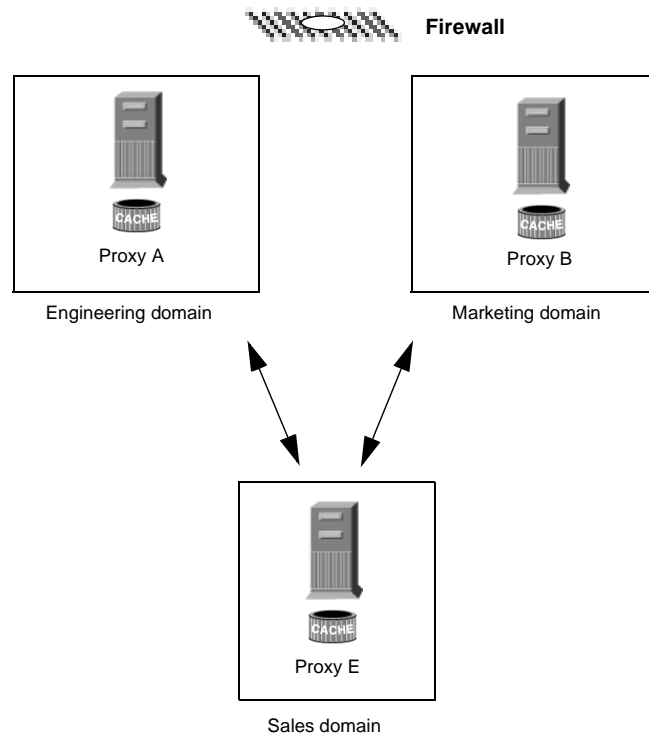 Firewall
CACHE
CACHE
Proxy A
Proxy B
Engineering domain
Marketing domain
CACHE
Proxy E
Sales domain